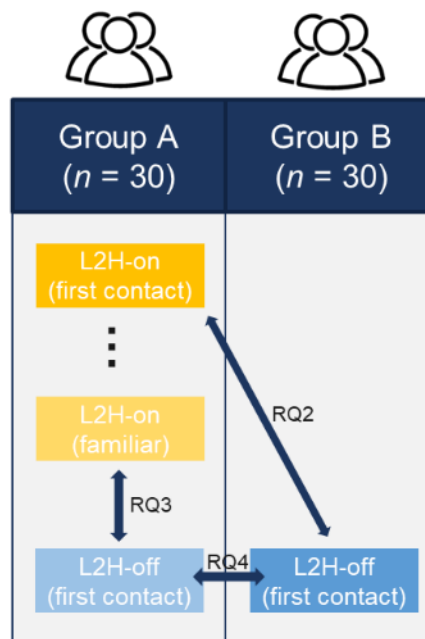 Group A
(n = 30)
Group B
(n = 30)
L2H-on
(first contact)
L2H-on
(familiar)
RQ2
RQ3
L2H-off
(first contact)
RQ4
L2H-off
(first contact)